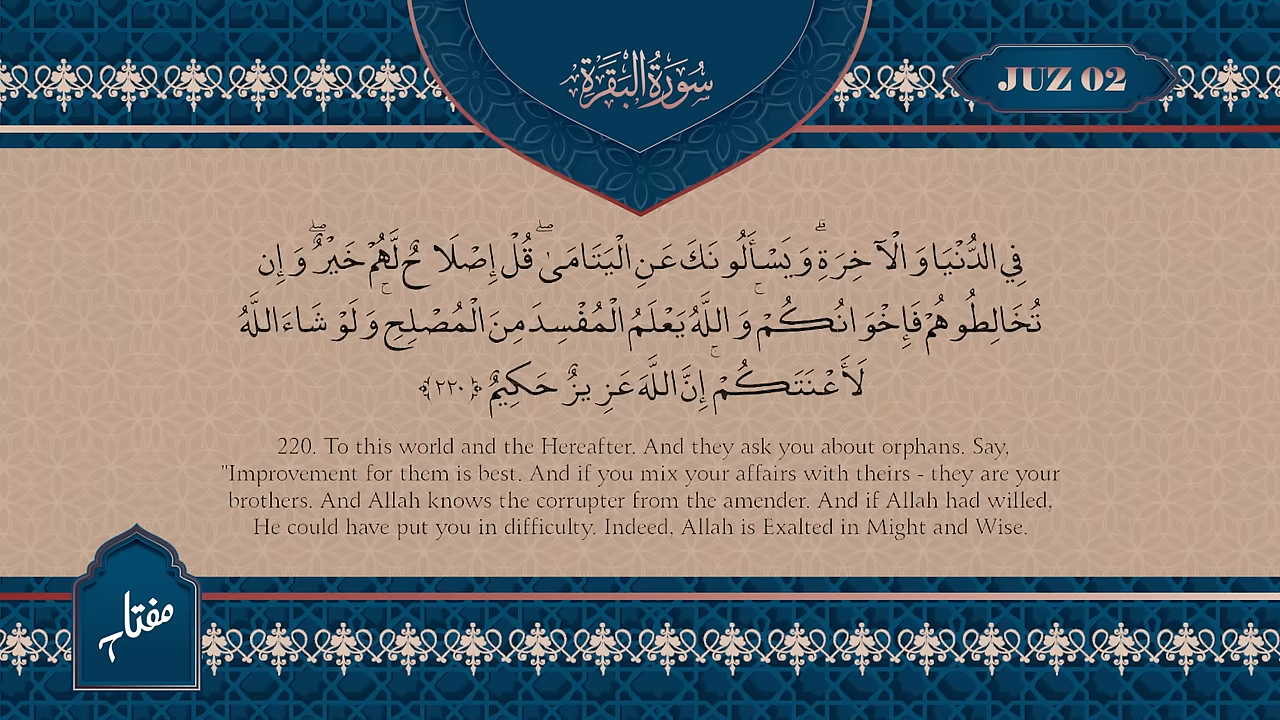 سُورَةُ البَقَرَةِ
JUZ 02
فِي الدُّنْيَا وَالْآخِرَةِ ۗ وَيَسْأَلُونَكَ عَنِ الْيَتَامَىٰ ۖ قُلْ إِصْلَاحٌ لَّهُمْ خَيْرٌ ۖ وَإِن
تُخَالِطُوهُمْ فَإِخْوَانُكُمْ ۚ وَاللَّهُ يَعْلَمُ الْمُفْسِدَ مِنَ الْمُصْلِحِ ۚ وَلَوْ شَاءَ اللَّهُ
لَأَعْنَتَكُمْ ۚ إِنَّ اللَّهَ عَزِيزٌ حَكِيمٌ ﴿٢٢٠﴾
220. To this world and the Hereafter. And they ask you about orphans. Say,
"Improvement for them is best. And if you mix your affairs with theirs - they are your
brothers. And Allah knows the corrupter from the amender. And if Allah had willed,
He could have put you in difficulty. Indeed, Allah is Exalted in Might and Wise.
مفتاح